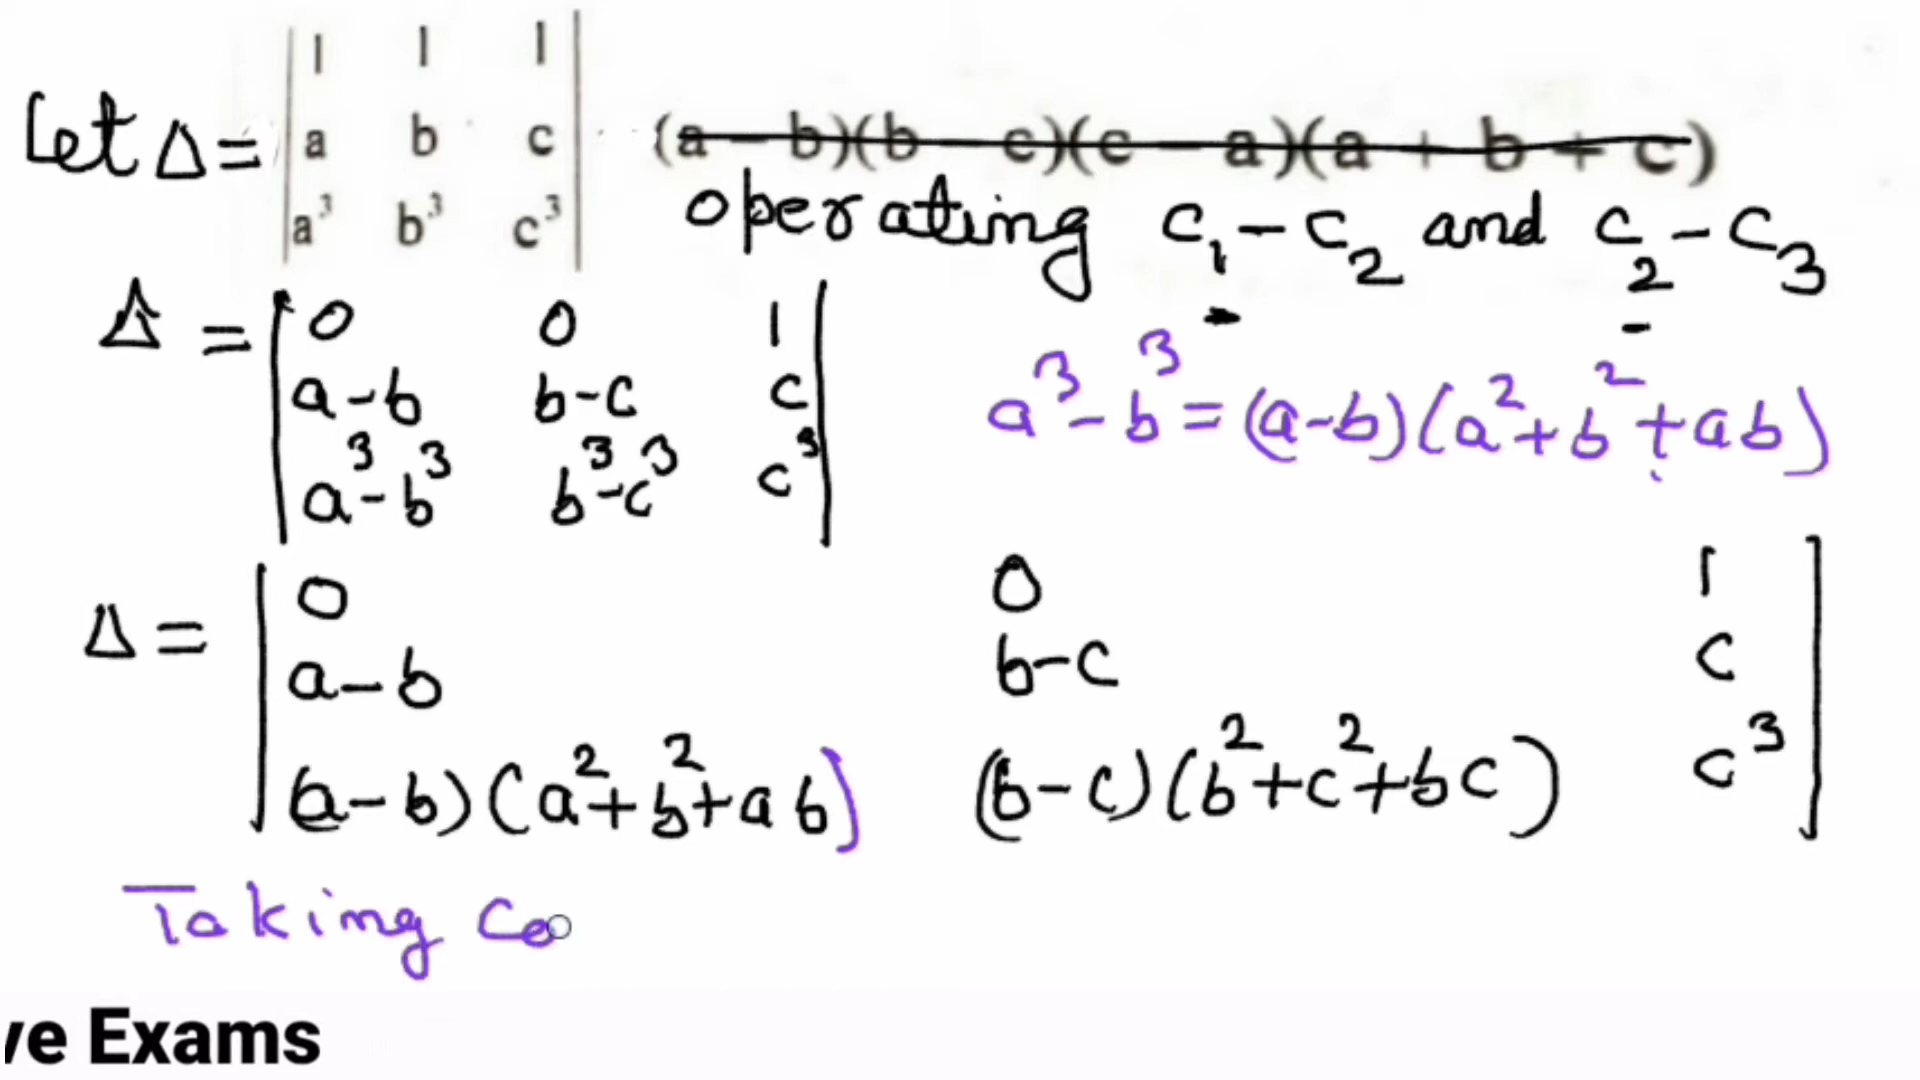 Let Δ = | 1 1 1 |
| a b c | (a − b)(b − c)(c − a)(a + b + c)
| a³ b³ c³ | operating C₁ − C₂ and C₂ − C₃
Δ = | 0 0 1 |
| a-b b-c c | a³-b³ = (a-b)(a²+b²+ab)
| a³-b³ b³-c³ c³ |
Δ = | 0 0 1 |
| a-b b-c c |
| (a-b)(a²+b²+ab) (b-c)(b²+c²+bc) c³ |
Taking Co
ve Exams